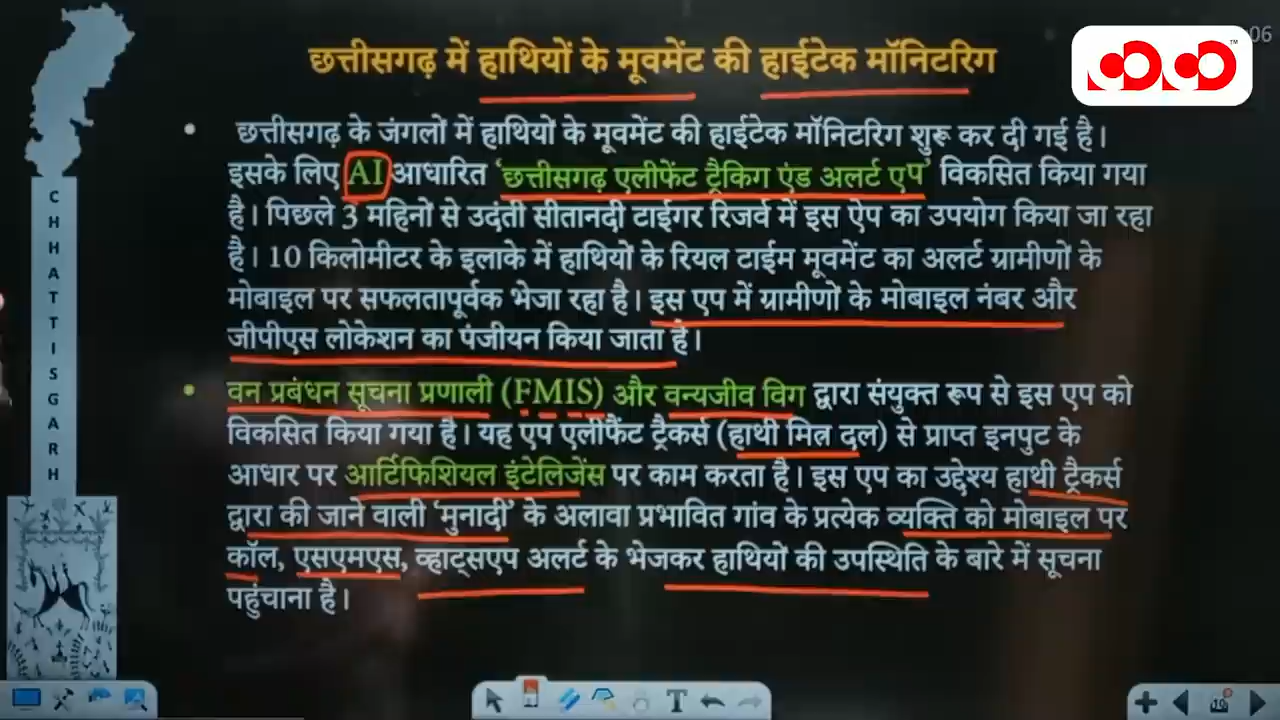 06
छत्तीसगढ़ में हाथियों के मूवमेंट की हाईटेक मॉनिटरिंग
TM
• छत्तीसगढ़ के जंगलों में हाथियों के मूवमेंट की हाईटेक मॉनिटरिंग शुरू कर दी गई है।
इसके लिए AI आधारित 'छत्तीसगढ़ एलीफेंट ट्रैकिंग एंड अलर्ट एप' विकसित किया गया
है। पिछले 3 महिनों से उदंती सीतानदी टाईगर रिजर्व में इस ऐप का उपयोग किया जा रहा
है। 10 किलोमीटर के इलाके में हाथियों के रियल टाईम मूवमेंट का अलर्ट ग्रामीणों के
मोबाइल पर सफलतापूर्वक भेजा रहा है। इस एप में ग्रामीणों के मोबाइल नंबर और
जीपीएस लोकेशन का पंजीयन किया जाता है।
• वन प्रबंधन सूचना प्रणाली (FMIS) और वन्यजीव विंग द्वारा संयुक्त रूप से इस एप को
विकसित किया गया है। यह एप एलीफैंट ट्रैकर्स (हाथी मित्र दल) से प्राप्त इनपुट के
आधार पर आर्टिफिशियल इंटेलिजेंस पर काम करता है। इस एप का उद्देश्य हाथी ट्रैकर्स
द्वारा की जाने वाली 'मुनादी' के अलावा प्रभावित गांव के प्रत्येक व्यक्ति को मोबाइल पर
कॉल, एसएमएस, व्हाट्सएप अलर्ट के भेजकर हाथियों की उपस्थिति के बारे में सूचना
पहुंचाना है।
CHHATTISGARH
T